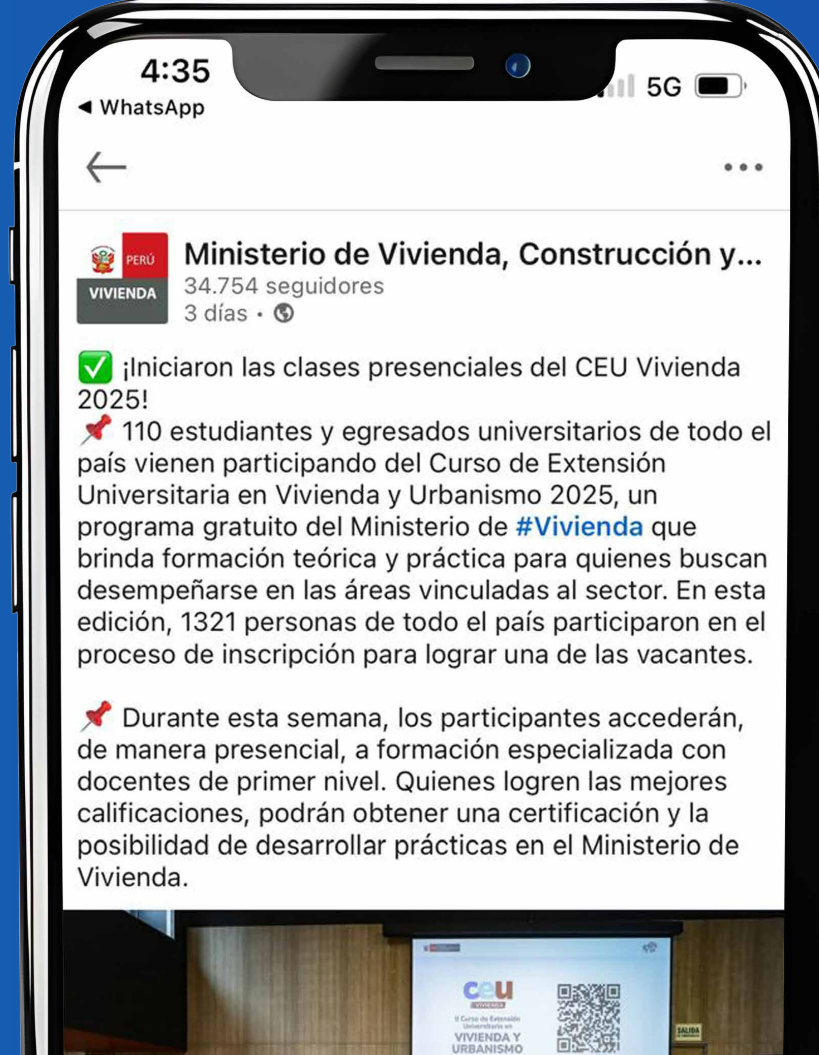 4:35
5G
◀ WhatsApp
PERÚ
VIVIENDA
Ministerio de Vivienda, Construcción y...
34.754 seguidores
3 días •
✅ ¡Iniciaron las clases presenciales del CEU Vivienda
2025!
📌 110 estudiantes y egresados universitarios de todo el
país vienen participando del Curso de Extensión
Universitaria en Vivienda y Urbanismo 2025, un
programa gratuito del Ministerio de #Vivienda que
brinda formación teórica y práctica para quienes buscan
desempeñarse en las áreas vinculadas al sector. En esta
edición, 1321 personas de todo el país participaron en el
proceso de inscripción para lograr una de las vacantes.
📌 Durante esta semana, los participantes accederán,
de manera presencial, a formación especializada con
docentes de primer nivel. Quienes logren las mejores
calificaciones, podrán obtener una certificación y la
posibilidad de desarrollar prácticas en el Ministerio de
Vivienda.
ceu
VIVIENDA
II Curso de Extensión
Universitaria en
VIVIENDA Y
URBANISMO
SALIDA